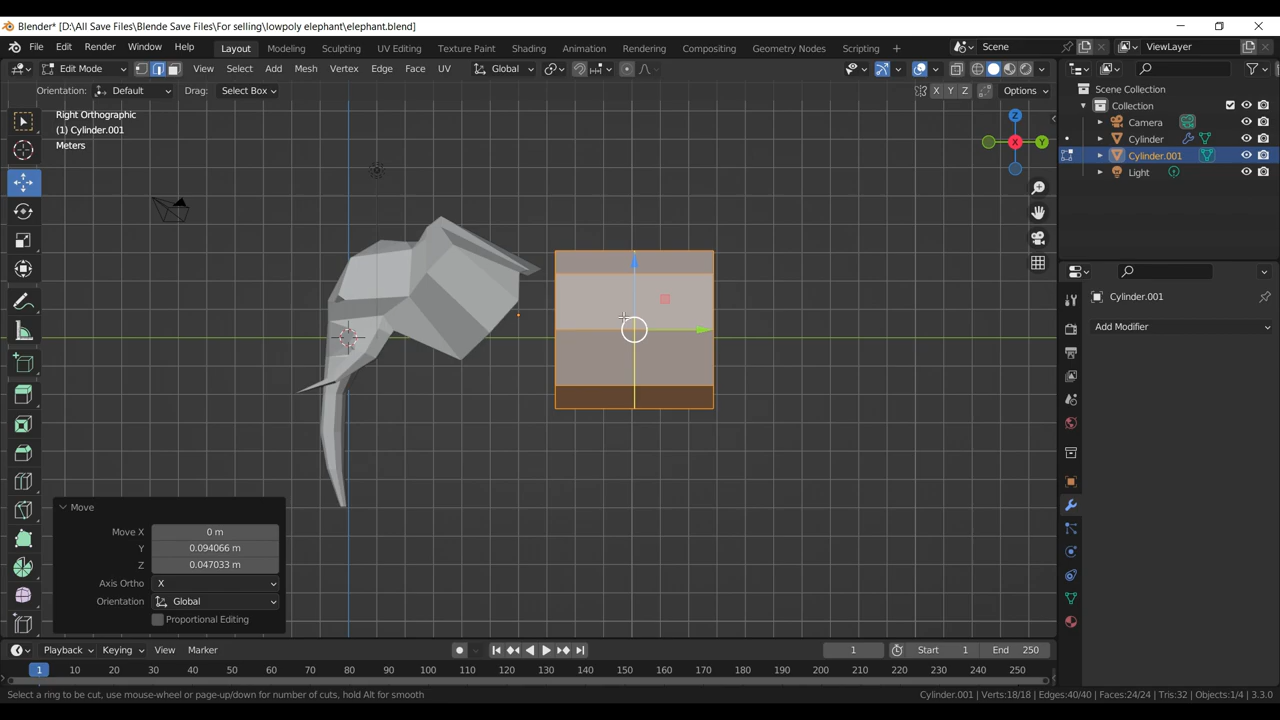 Blender* [D:\All Save Files\Blende Save Files\For selling\lowpoly elephant\elephant.blend]
File Edit Render Window Help Layout Modeling Sculpting UV Editing Texture Paint Shading Animation Rendering Compositing Geometry Nodes Scripting + Scene ViewLayer
Edit Mode View Select Add Mesh Vertex Edge Face UV Global
Orientation: Default Drag: Select Box X Y Z Options
Right Orthographic
(1) Cylinder.001
Meters
Z
X Y
Scene Collection
Collection
Camera
Cylinder
Cylinder.001
Light
Cylinder.001
Add Modifier
Move
Move X 0 m
Y 0.094066 m
Z 0.047033 m
Axis Ortho X
Orientation Global
Proportional Editing
Playback Keying View Marker 1 Start 1 End 250
1 10 20 30 40 50 60 70 80 90 100 110 120 130 140 150 160 170 180 190 200 210 220 230 240 250
Select a ring to be cut, use mouse-wheel or page-up/down for number of cuts, hold Alt for smooth Cylinder.001 | Verts:18/18 | Edges:40/40 | Faces:24/24 | Tris:32 | Objects:1/4 | 3.3.0